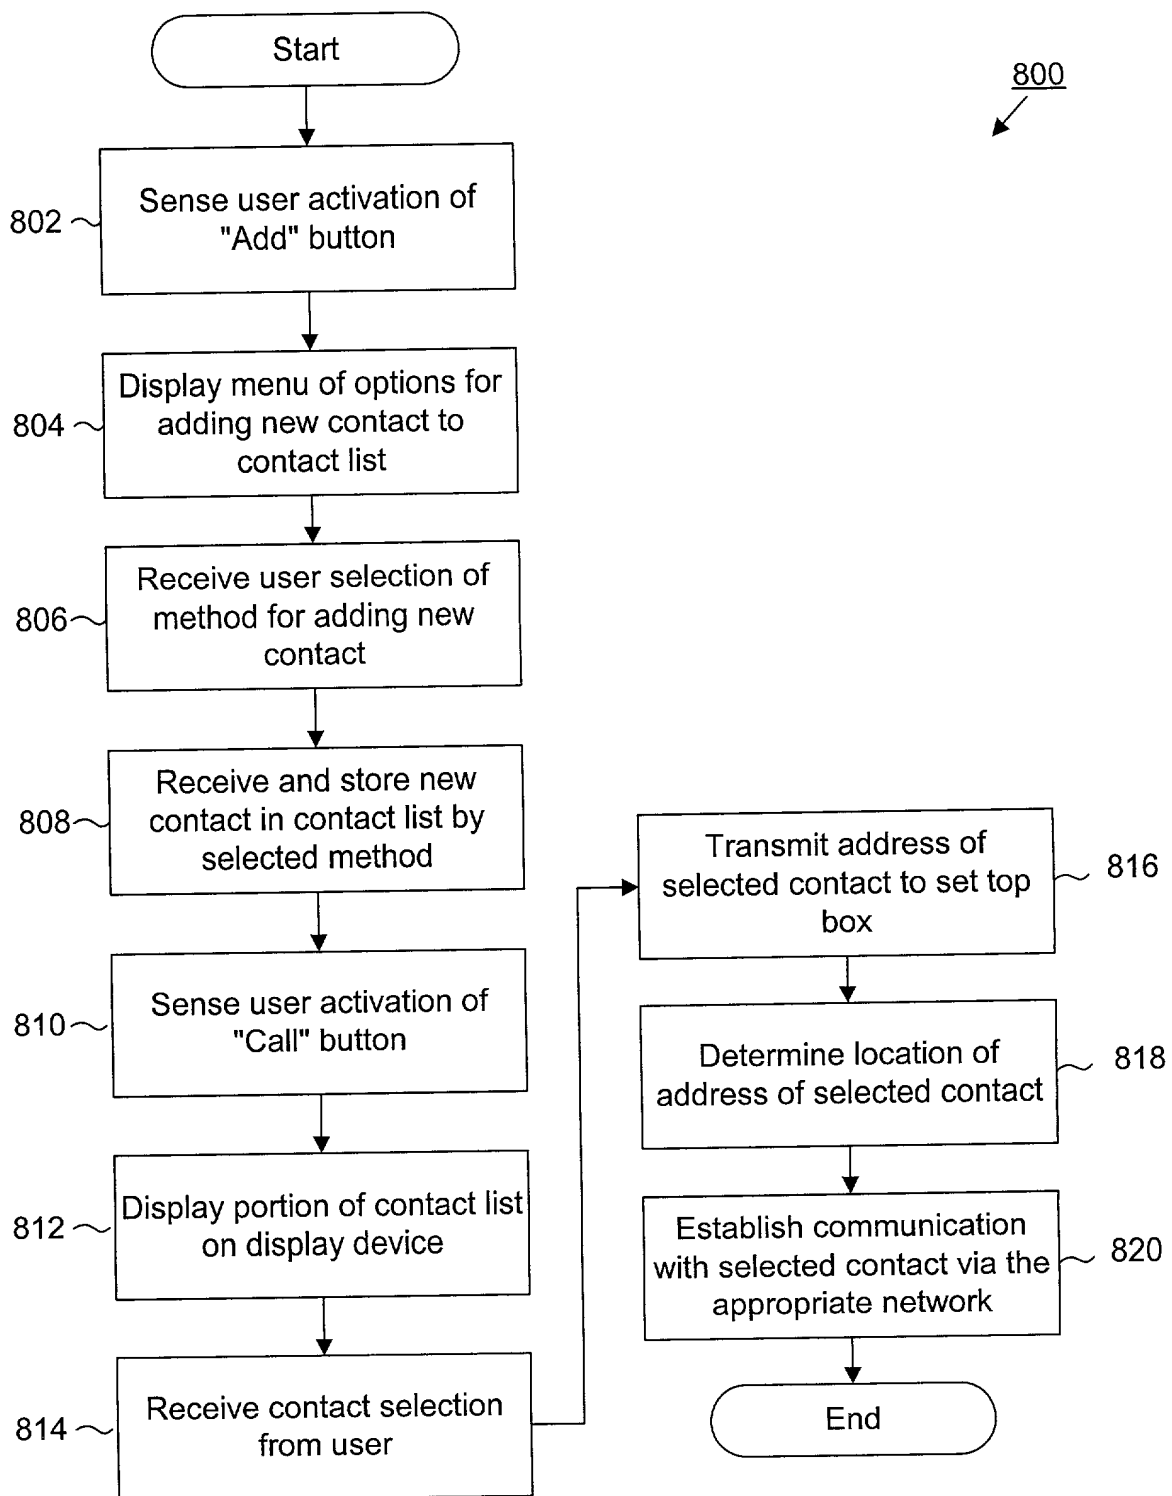 Start
800
802
Sense user activation of
"Add" button
804
Display menu of options for
adding new contact to
contact list
806
Receive user selection of
method for adding new
contact
808
Receive and store new
contact in contact list by
selected method
810
Sense user activation of
"Call" button
812
Display portion of contact list
on display device
814
Receive contact selection
from user
Transmit address of
selected contact to set top
box
816
Determine location of
address of selected contact
818
Establish communication
with selected contact via the
appropriate network
820
End